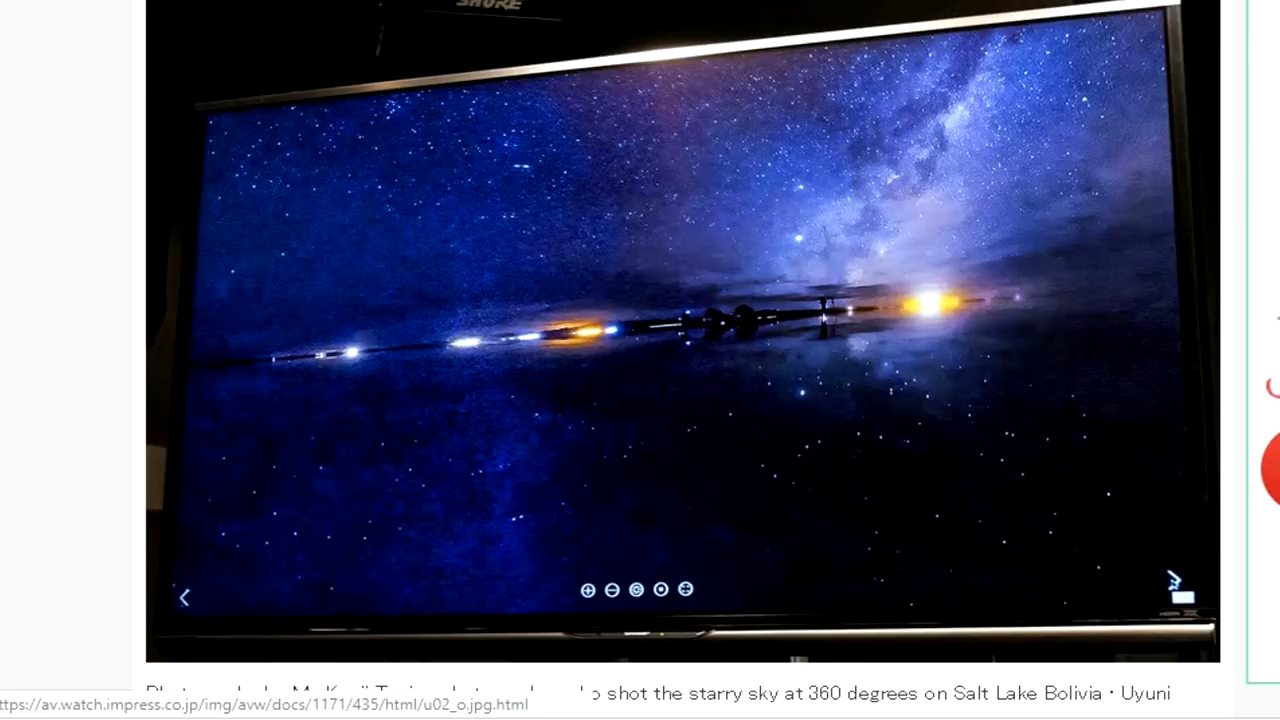 SHURE
shot the starry sky at 360 degrees on Salt Lake Bolivia・Uyuni
ttps://av.watch.impress.co.jp/img/avw/docs/1171/435/html/u02_o.jpg.html